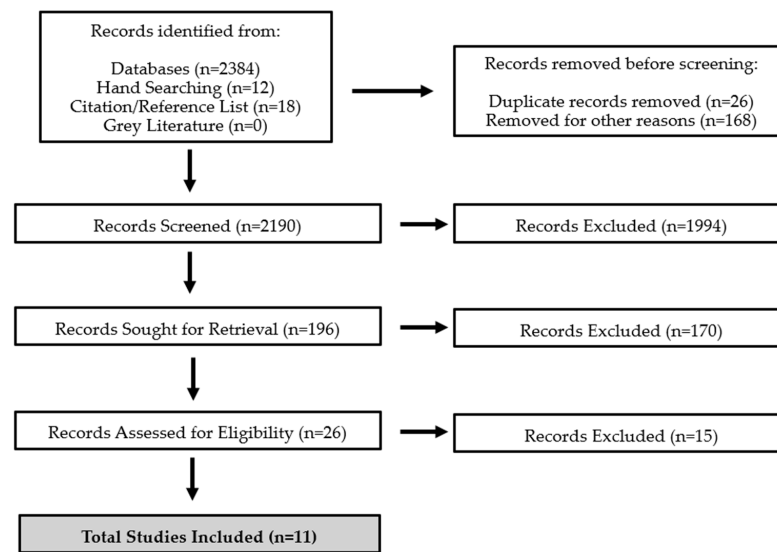 Records identified from:
Databases (n=2384)
Hand Searching (n=12)
Citation/Reference List (n=18)
Grey Literature (n=0)
Records removed before screening:
Duplicate records removed (n=26)
Removed for other reasons (n=168)
Records Screened (n=2190)
Records Excluded (n=1994)
Records Sought for Retrieval (n=196)
Records Excluded (n=170)
Records Assessed for Eligibility (n=26)
Records Excluded (n=15)
Total Studies Included (n=11)